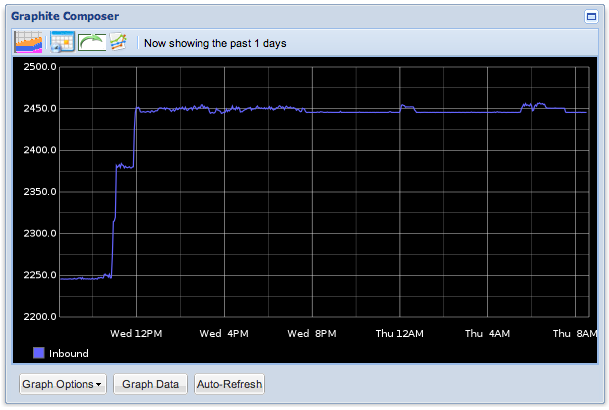 Graphite Composer
Now showing the past 1 days
2500.0
2450.0
2400.0
2350.0
2300.0
2250.0
2200.0
Wed 12PM Wed 4PM Wed 8PM Thu 12AM Thu 4AM Thu 8AM
Inbound
Graph Options Graph Data Auto-Refresh